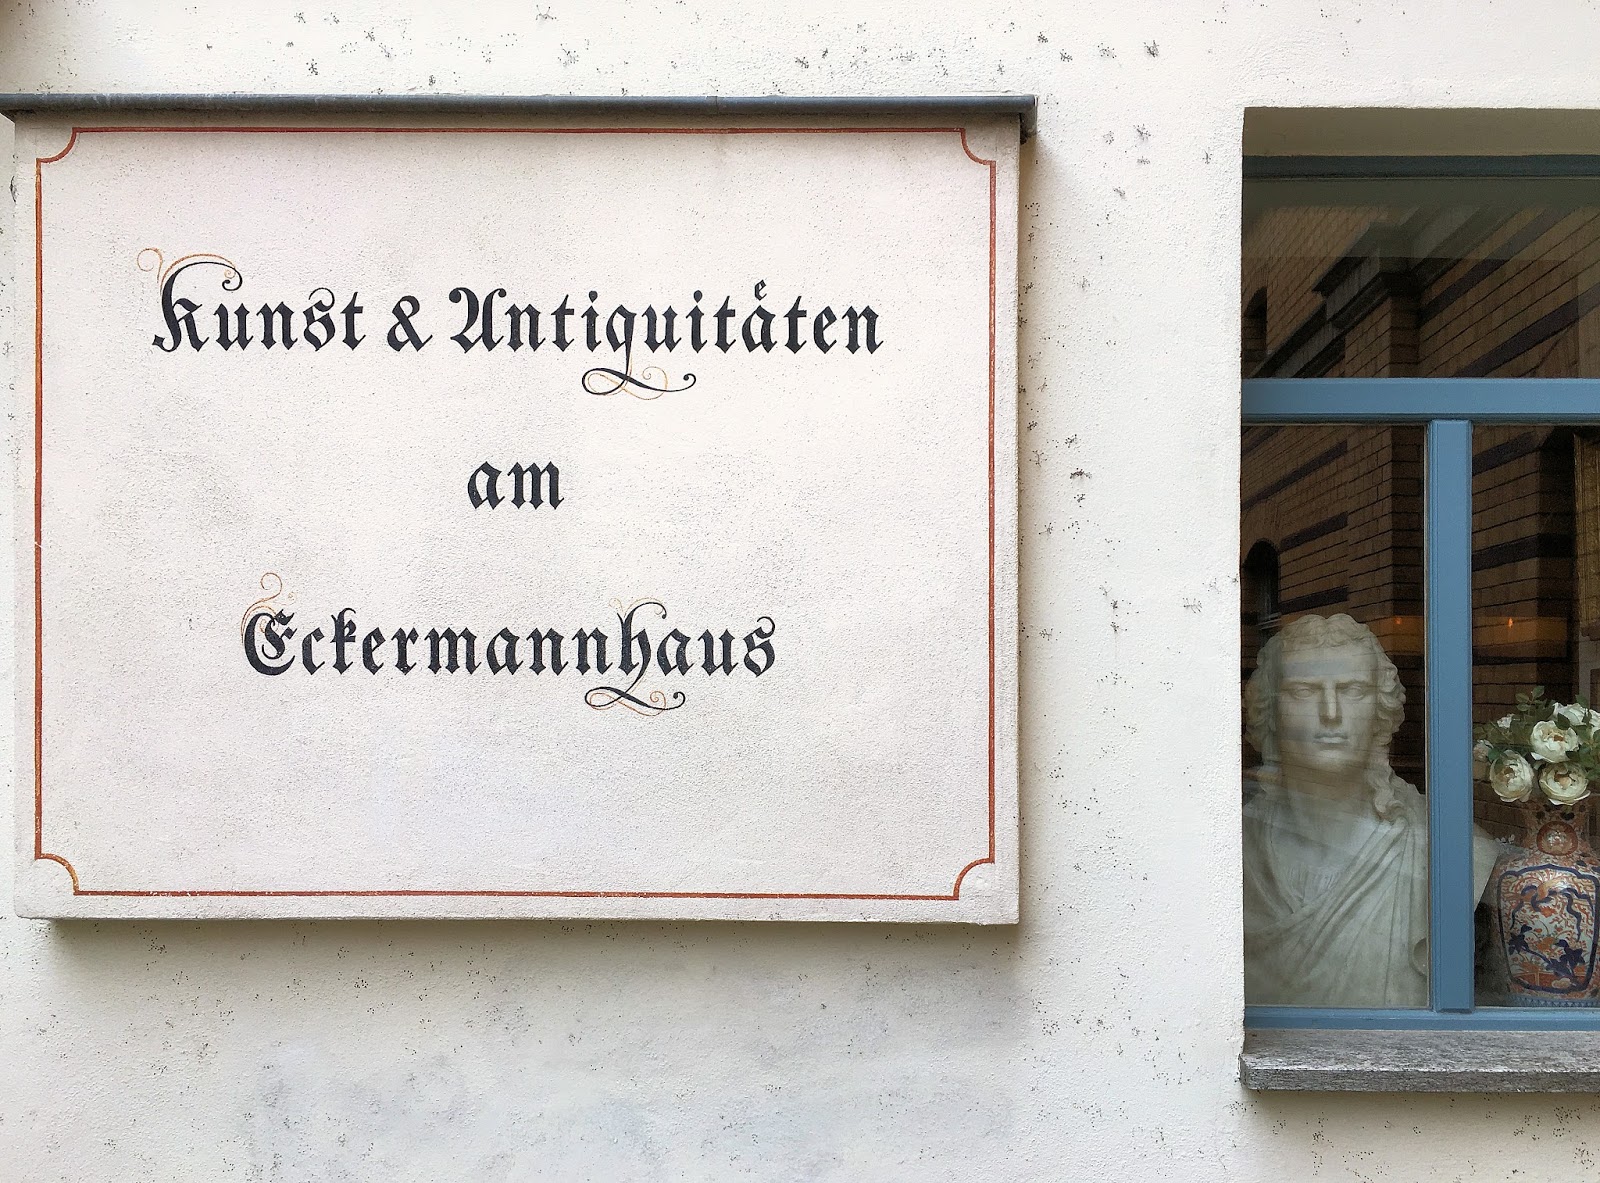 Kunst & Antiquitäten
am
Eckermannhaus